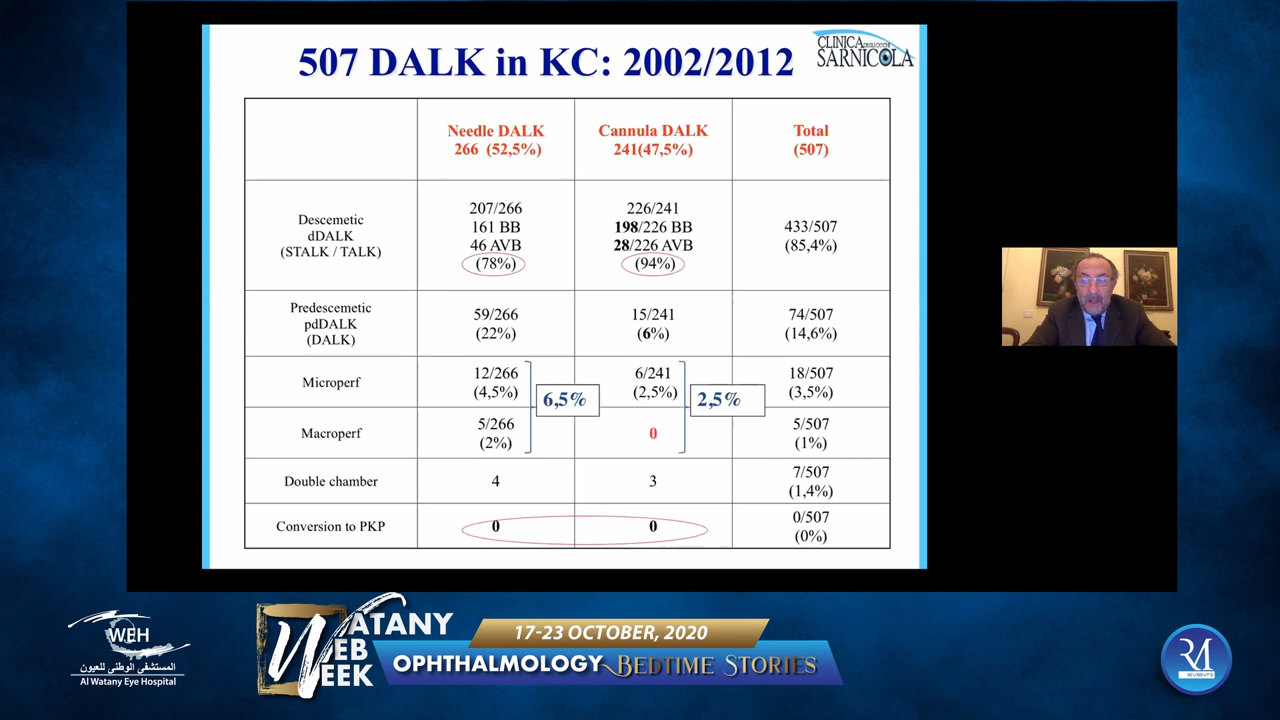 507 DALK in KC: 2002/2012
CLINICA DEGLI OCCHI
SARNICOLA
Needle DALK
266 (52,5%)
Cannula DALK
241(47,5%)
Total
(507)
Descemetic
dDALK
(STALK / TALK)
207/266
161 BB
46 AVB
(78%)
226/241
198/226 BB
28/226 AVB
(94%)
433/507
(85,4%)
Predescemetic
pdDALK
(DALK)
59/266
(22%)
15/241
(6%)
74/507
(14,6%)
Microperf
12/266
(4,5%)
6/241
(2,5%)
18/507
(3,5%)
6,5%
2,5%
Macroperf
5/266
(2%)
0
5/507
(1%)
Double chamber
4
3
7/507
(1,4%)
Conversion to PKP
0
0
0/507
(0%)
WEH
المستشفى الوطني للعيون
Al Watany Eye Hospital
WATANY
WEB
WEEK
17-23 OCTOBER, 2020
OPHTHALMOLOGY BEDTIME STORIES
RM
EVENTS